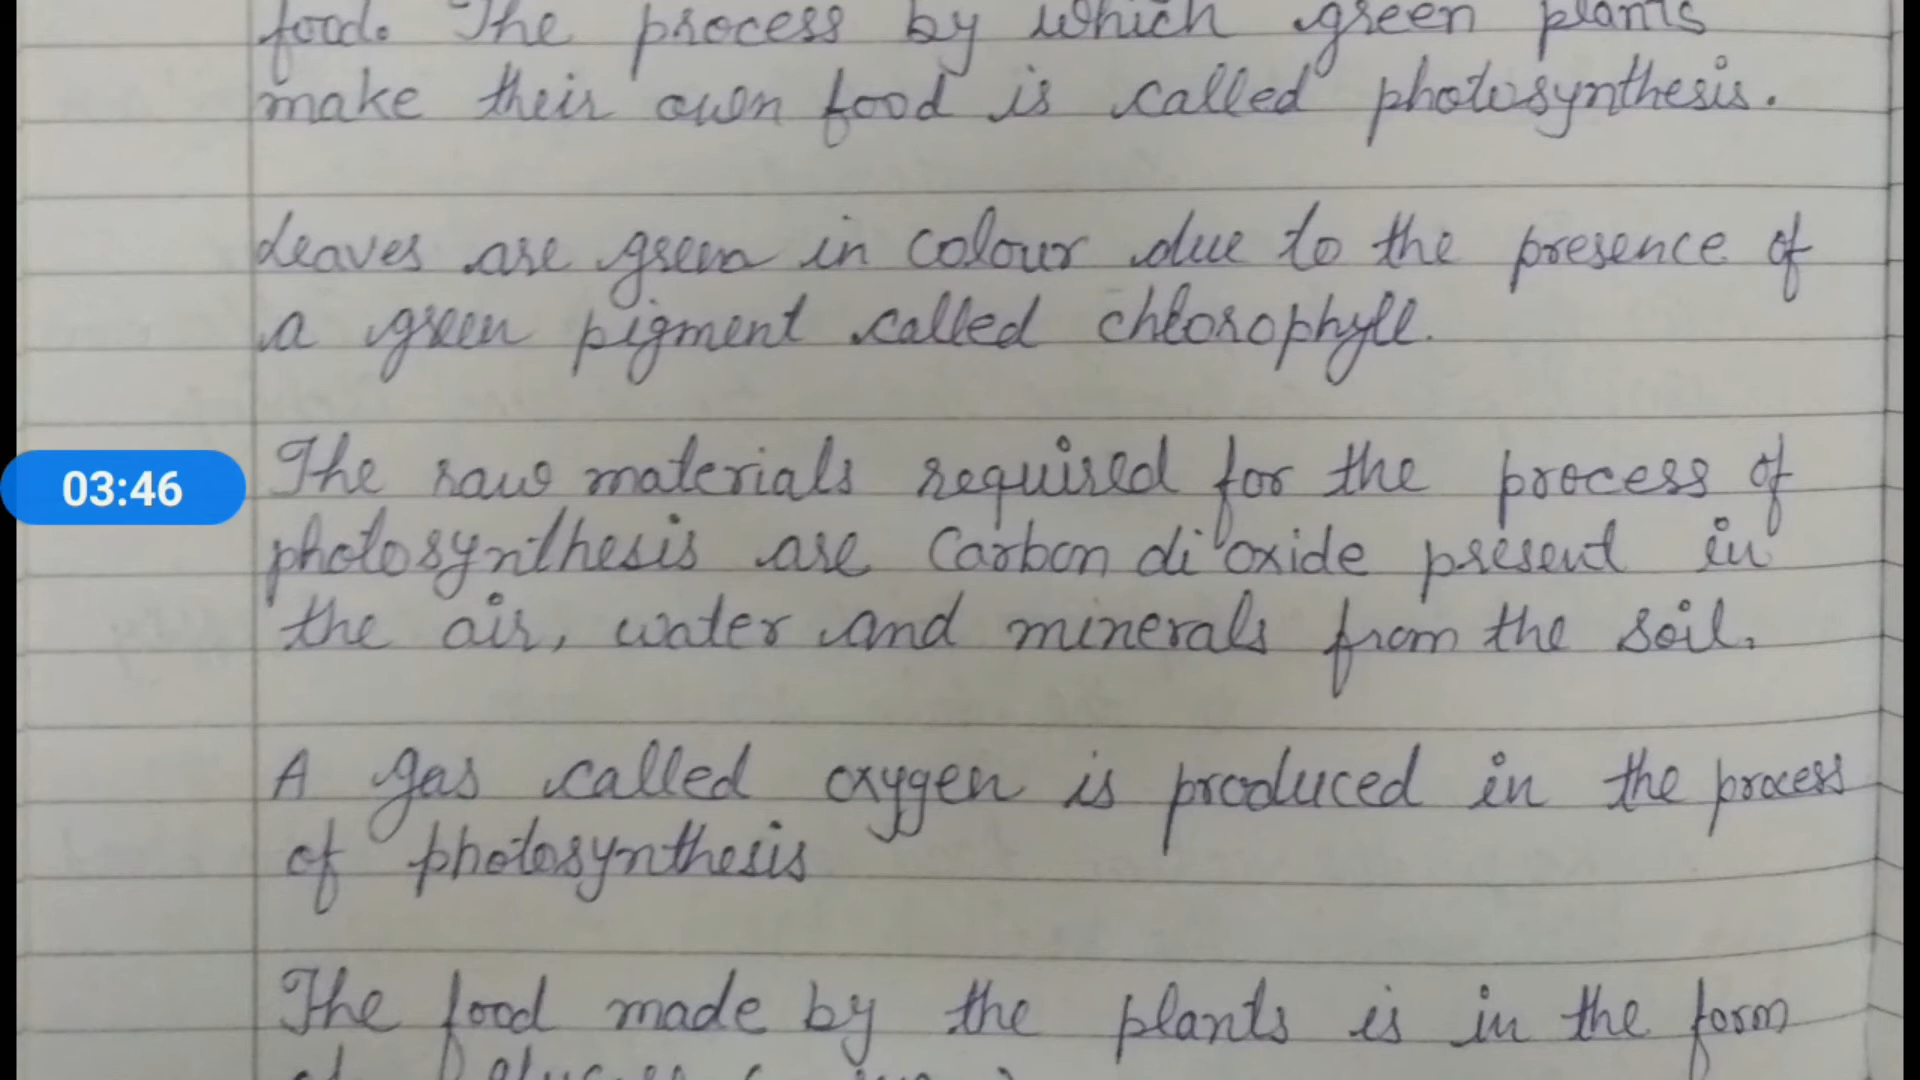 food. The process by which green plants
make their own food is called photosynthesis.
Leaves are green in colour due to the presence of
a green pigment called chlorophyll.
03:46
The raw materials required for the process of
photosynthesis are Carbon dioxide present in
the air, water and minerals from the soil.
A gas called oxygen is produced in the process
of photosynthesis
The food made by the plants is in the form
of